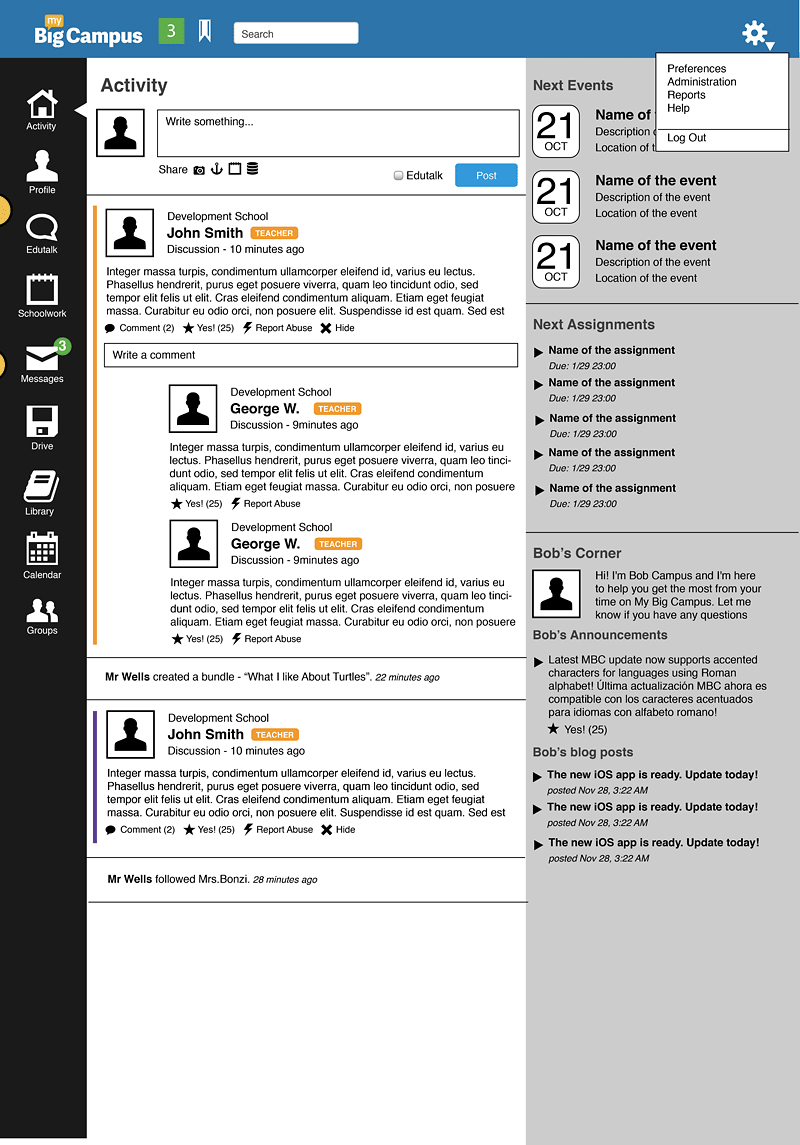 my
Big Campus
3
Search
Preferences
Administration
Reports
Help
Log Out
Activity
Profile
Edutalk
Schoolwork
3
Messages
Drive
Library
Calendar
Groups
Activity
Write something...
Share
Edutalk
Post
Development School
John Smith TEACHER
Discussion - 10 minutes ago
Integer massa turpis, condimentum ullamcorper eleifend id, varius eu lectus.
Phasellus hendrerit, purus eget posuere viverra, quam leo tincidunt odio, sed
tempor elit felis ut elit. Cras eleifend condimentum aliquam. Etiam eget feugiat
massa. Curabitur eu odio orci, non posuere elit. Suspendisse id est quam. Sed est
Comment (2) Yes! (25) Report Abuse Hide
Write a comment
Development School
George W. TEACHER
Discussion - 9minutes ago
Integer massa turpis, condimentum ullamcorper eleifend id, varius eu
lectus. Phasellus hendrerit, purus eget posuere viverra, quam leo tinci-
dunt odio, sed tempor elit felis ut elit. Cras eleifend condimentum
aliquam. Etiam eget feugiat massa. Curabitur eu odio orci, non posuere
Yes! (25) Report Abuse
Development School
George W. TEACHER
Discussion - 9minutes ago
Integer massa turpis, condimentum ullamcorper eleifend id, varius eu
lectus. Phasellus hendrerit, purus eget posuere viverra, quam leo tinci-
dunt odio, sed tempor elit felis ut elit. Cras eleifend condimentum
aliquam. Etiam eget feugiat massa. Curabitur eu odio orci, non posuere
Yes! (25) Report Abuse
Mr Wells created a bundle - “What I like About Turtles”. 22 minutes ago
Development School
John Smith TEACHER
Discussion - 10 minutes ago
Integer massa turpis, condimentum ullamcorper eleifend id, varius eu lectus.
Phasellus hendrerit, purus eget posuere viverra, quam leo tincidunt odio, sed
tempor elit felis ut elit. Cras eleifend condimentum aliquam. Etiam eget feugiat
massa. Curabitur eu odio orci, non posuere elit. Suspendisse id est quam. Sed est
Comment (2) Yes! (25) Report Abuse Hide
Mr Wells followed Mrs.Bonzi. 28 minutes ago
Next Events
21
OCT
Name of
Description
Location of
21
OCT
Name of the event
Description of the event
Location of the event
21
OCT
Name of the event
Description of the event
Location of the event
Next Assignments
Name of the assignment
Due: 1/29 23:00
Name of the assignment
Due: 1/29 23:00
Name of the assignment
Due: 1/29 23:00
Name of the assignment
Due: 1/29 23:00
Name of the assignment
Due: 1/29 23:00
Bob’s Corner
Hi! I'm Bob Campus and I'm here
to help you get the most from your
time on My Big Campus. Let me
know if you have any questions
Bob’s Announcements
Latest MBC update now supports accented
characters for languages using Roman
alphabet! Última actualización MBC ahora es
compatible con los caracteres acentuados
para idiomas con alfabeto romano!
Yes! (25)
Bob’s blog posts
The new iOS app is ready. Update today!
posted Nov 28, 3:22 AM
The new iOS app is ready. Update today!
posted Nov 28, 3:22 AM
The new iOS app is ready. Update today!
posted Nov 28, 3:22 AM